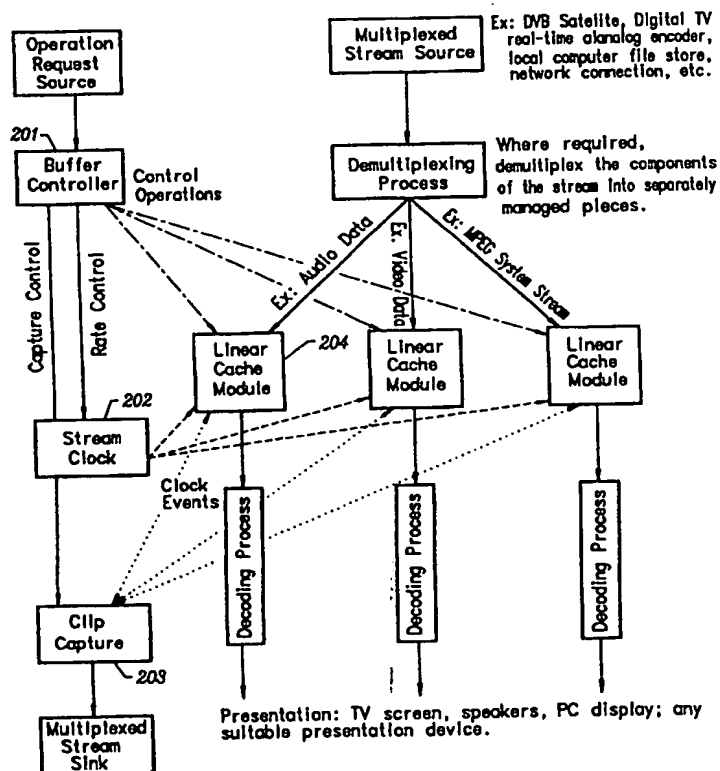 Operation
Request
Source
Multiplexed
Stream Source
Ex: DVB Satelite, Digital TV
real-time alanalog encoder,
local computer file store,
network connection, etc.
201
Buffer
Controller
Control
Operations
Demultiplexing
Process
Where required,
demultiplex the components
of the stream into separately
managed pieces.
Capture Control
Rate Control
Ex: Audio Data
Ex. Video Data
Ex: MPEG System Stream
Linear
Cache
Module
204
Linear
Cache
Module
Linear
Cache
Module
202
Stream
Clock
Clock
Events
Decoding Process
Decoding Process
Decoding Process
Clip
Capture
203
Multiplexed
Stream
Sink
Presentation: TV screen, speakers, PC display; any
suitable presentation device.